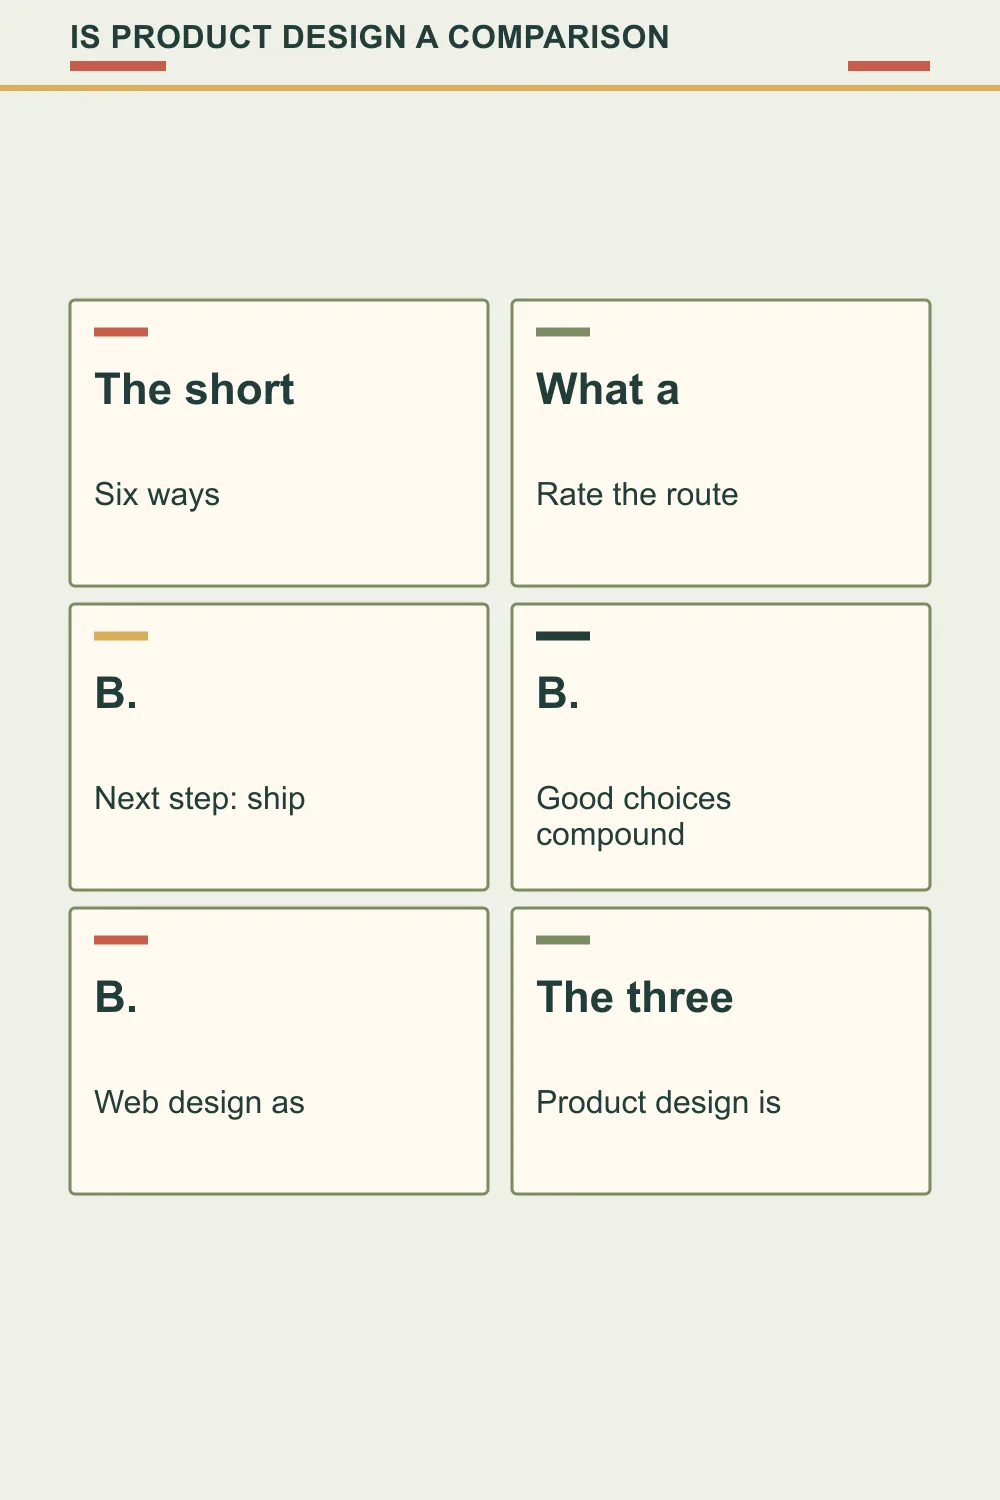 IS PRODUCT DESIGN A COMPARISON
The short
Six ways
What a
Rate the route
B.
Next step: ship
B.
Good choices
compound
B.
Web design as
The three
Product design is